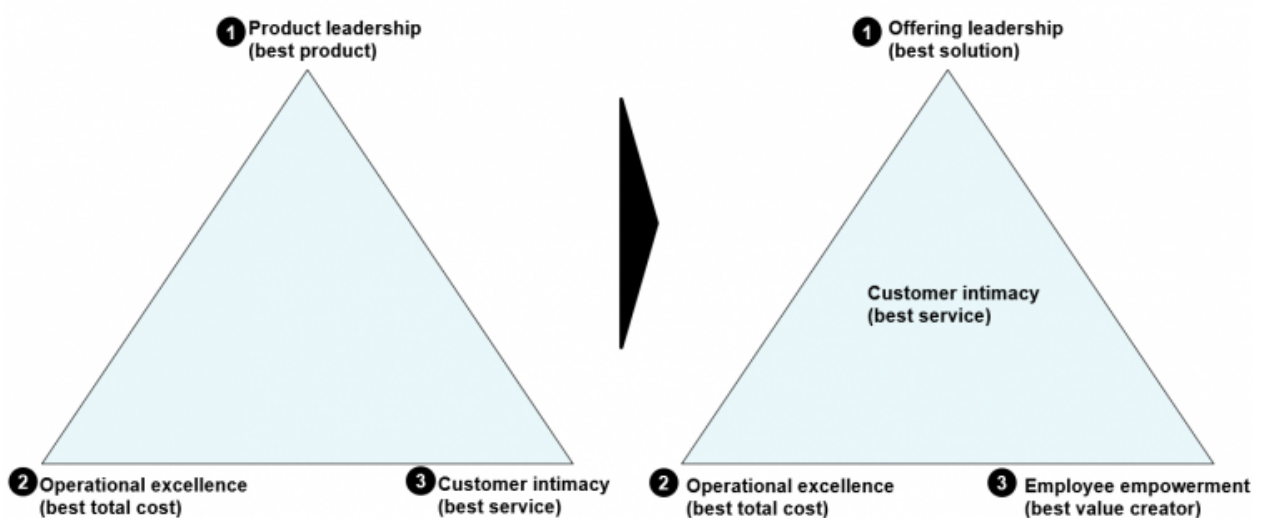 1 Product leadership
(best product)
2 Operational excellence
(best total cost)
3 Customer intimacy
(best service)
1 Offering leadership
(best solution)
Customer intimacy
(best service)
2 Operational excellence
(best total cost)
3 Employee empowerment
(best value creator)